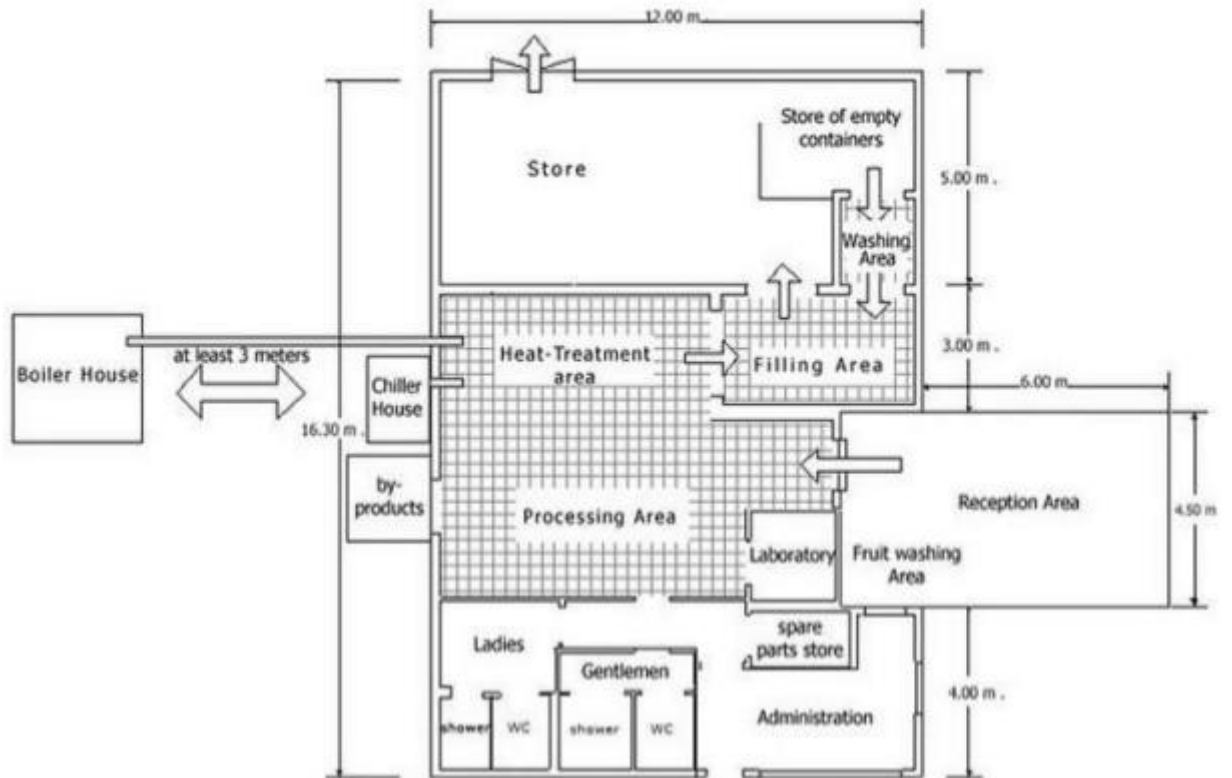 12.00 m .
Store of empty
containers
Store
5.00 m .
Washing
Area
Boiler House
at least 3 meters
Chiller
House
Heat-Treatment
area
Filling Area
3.00 m .
6.00 m
16.30 m .
by-
products
Processing Area
Reception Area
4.50 m
Laboratory
Fruit washing
Area
Ladies
Gentlemen
spare
parts store
shower
WC
shower
WC
Administration
4.00 m .